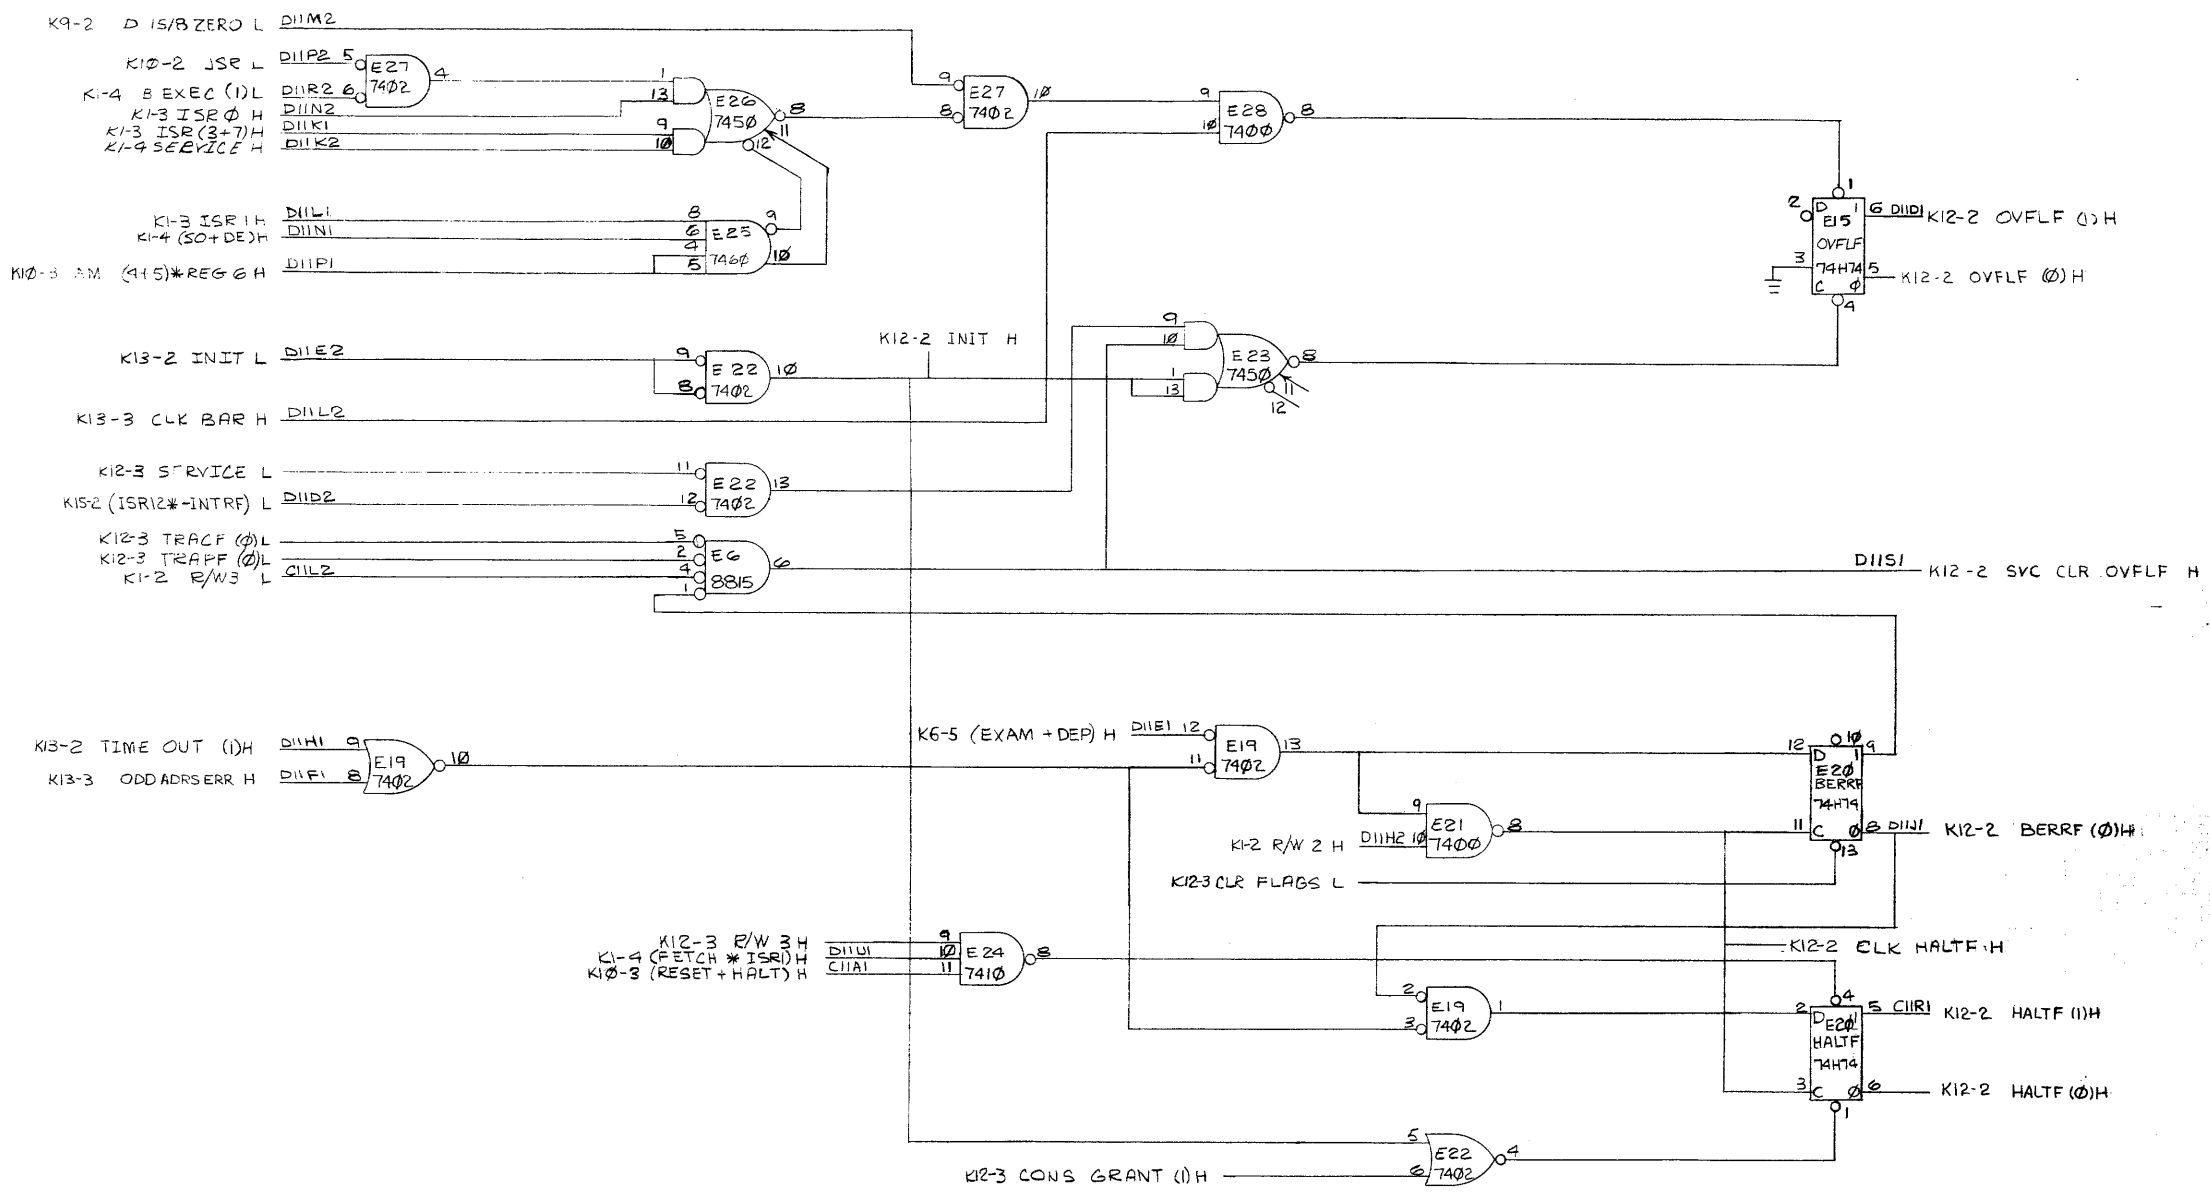 K9-2 D IS/B ZERO L D11M2
KIØ-2 JSR L D11P2 5
E27 7402 4
K1-4 B EXEC (1) L D11R2 6
K1-3 ISR Ø H D11N2
K1-3 ISR (3+7) H D11K1
K1-4 SERVICE H D11K2
1 13 9 10
E26 7450 8 11 12
9 8 E27 7402 10
9 10 E28 7400 8
K1-3 ISR 1 H D11L1 8
K1-4 (SO+DE) H D11N1 6
4
K1Ø-3 AM (4+5)*REG 6 H D11P1 5
E25 7460 9 10
1
2 D 1 6 D11D1 K12-2 OVFLF (1) H
E15
OVFLF
3 74H74 5 K12-2 OVFLF (Ø) H
C Ø
4
K13-2 INIT L D11E2 9 8
E22 7402 10
K12-2 INIT H
9 10 1 13
E23 7450 8 11 12
K13-3 CLK BAR H D11L2
K12-3 SERVICE L 11
K15-2 (ISR12*-INTRF) L D11D2 12
E22 7402 13
K12-3 TRACF (Ø) L 5
K12-3 TRAPF (Ø) L 2
K1-2 R/W3 L C11L2 4
1
E6 8815 6
D11S1 K12-2 SVC CLR OVFLF H
K13-2 TIME OUT (1) H D11H1 9
K13-3 ODD ADRS ERR H D11F1 8
E19 7402 10
K6-5 (EXAM + DEP) H D11E1 12
11
E19 7402 13
10
12 D 1 9
E20
BERRF
74H74
11 C Ø 8 D11J1 K12-2 BERRF (Ø) H
13
9
K1-2 R/W 2 H D11H2 10
E21 7400 8
K12-3 CLR FLAGS L
K12-3 R/W 3 H 9
K1-4 (FETCH * ISR1) H D11U1 10
K1Ø-3 (RESET + HALT) H C11A1 11
E24 7410 8
K12-2 CLK HALTF H
2 3 E19 7402 1
4
2 D 1 5 C11R1 K12-2 HALTF (1) H
E20
HALTF
74H74
3 C Ø 6 K12-2 HALTF (Ø) H
1
5
K12-3 CONS GRANT (1) H 6
E22 7402 4